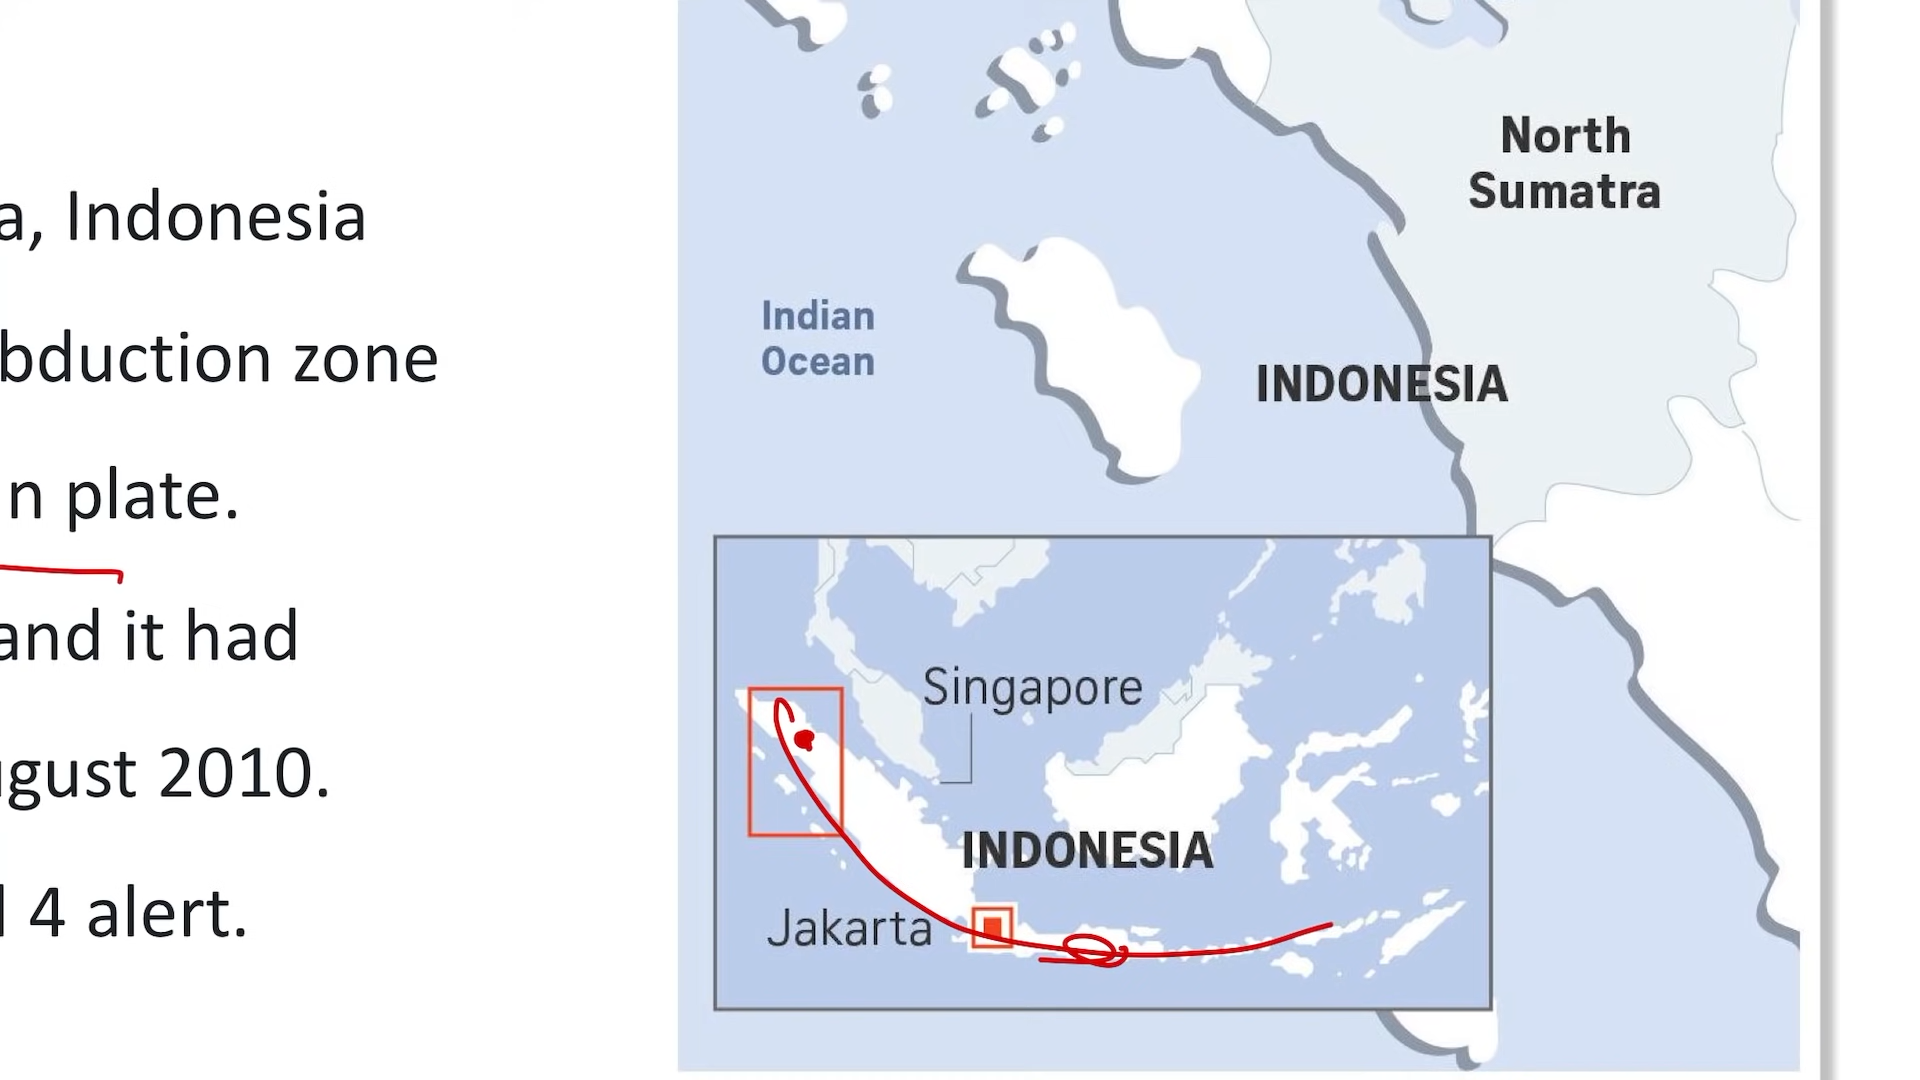 a, Indonesia
bduction zone
n plate.
and it had
gust 2010.
4 alert.
North
Sumatra
Indian
Ocean
INDONESIA
Singapore
INDONESIA
Jakarta